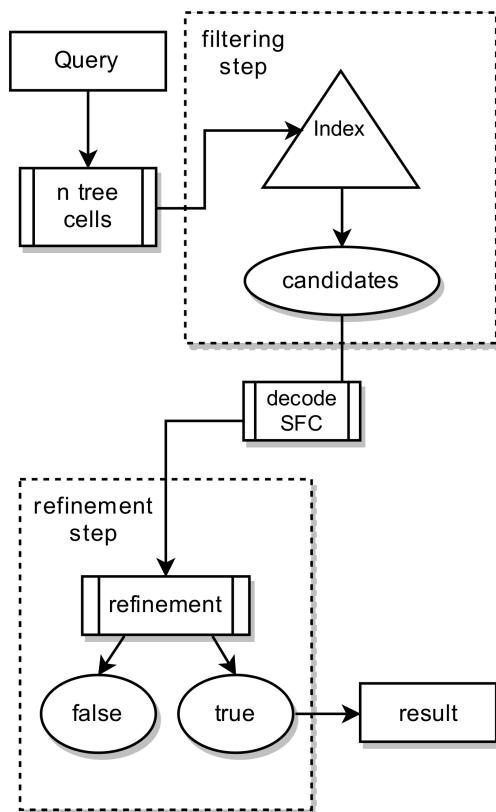 filtering
step
Query
Index
n tree
cells
candidates
decode
SFC
refinement
step
refinement
false
true
result